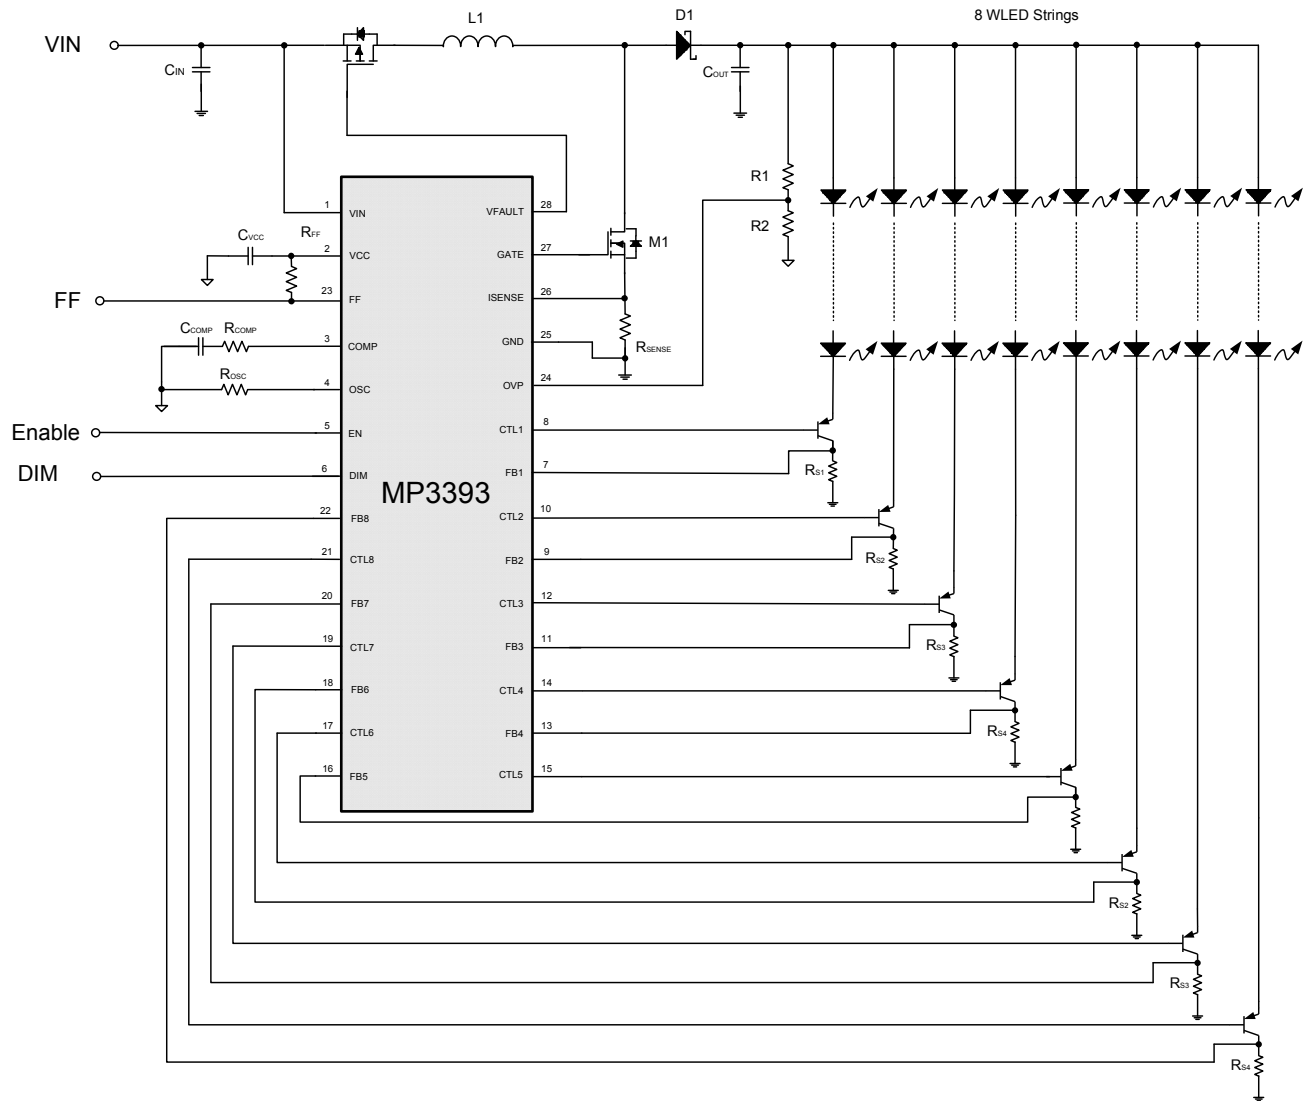 L1
D1
8 WLED Strings
VIN
CIN
COUT
R1
R2
1
VIN
VFAULT
28
CVCC
RFF
2
VCC
GATE
27
M1
FF
23
FF
ISENSE
26
CCOMP
RCOMP
3
COMP
GND
25
RSENSE
ROSC
4
OSC
OVP
24
Enable
5
EN
CTL1
8
DIM
6
DIM
FB1
7
RS1
MP3393
22
FB8
CTL2
10
21
CTL8
FB2
9
RS2
20
FB7
CTL3
12
19
CTL7
FB3
11
RS3
18
FB6
CTL4
14
17
CTL6
FB4
13
RS4
16
FB5
CTL5
15
RS2
RS3
RS4